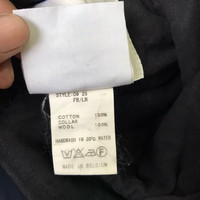 STYLE:08 25
FR/LR
COTTON 100%
COLLAR
WOOL 100%
HANDWASH IN 30°C WATER
MADE IN BELGIUM